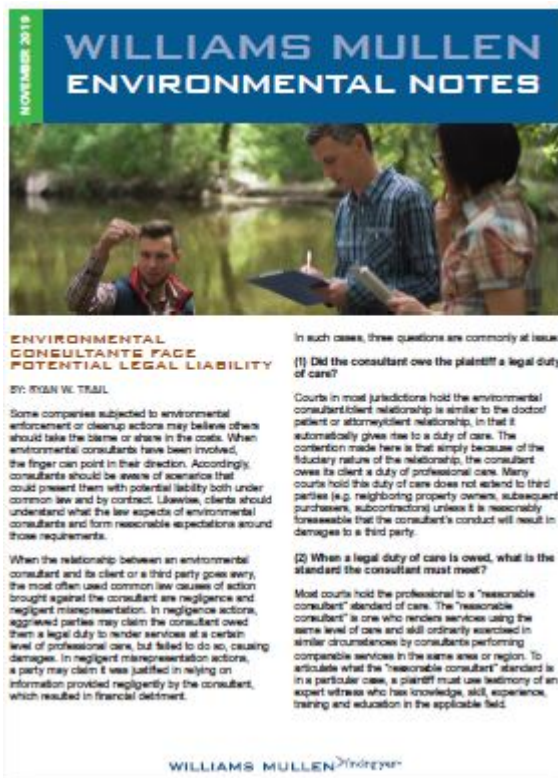 NOVEMBER 2019
WILLIAMS MULLEN
ENVIRONMENTAL NOTES
ENVIRONMENTAL
CONSULTANTS FACE
POTENTIAL LEGAL LIABILITY
BY: RYAN W. TRAIL
Some companies subjected to environmental
enforcement or cleanup actions may believe others
should take the blame or share in the costs. When
environmental consultants have been involved,
the finger can point in their direction. Accordingly,
consultants should be aware of scenarios that
could present them with potential liability both under
common law and by contract. Likewise, clients should
understand what the law expects of environmental
consultants and form reasonable expectations around
those requirements.
When the relationship between an environmental
consultant and its client or a third party goes awry,
the most often used common law causes of action
brought against the consultant are negligence and
negligent misrepresentation. In negligence actions,
aggrieved parties may claim the consultant owed
them a legal duty to render services at a certain
level of professional care, but failed to do so, causing
damages. In negligent misrepresentation actions,
a party may claim it was justified in relying on
information provided negligently by the consultant,
which resulted in financial detriment.
In such cases, three questions are commonly at issue
(1) Did the consultant owe the plaintiff a legal duty
of care?
Courts in most jurisdictions hold the environmental
consultant/client relationship is similar to the doctor/
patient or attorney/client relationship, in that it
automatically gives rise to a duty of care. The
contention made here is that simply because of the
fiduciary nature of the relationship, the consultant
owes its client a duty of professional care. Many
courts hold this duty of care does not extend to third
parties (e.g. neighboring property owners, subsequent
purchasers, subcontractors) unless it is reasonably
foreseeable that the consultant's conduct will result in
damages to a third party.
(2) When a legal duty of care is owed, what is the
standard the consultant must meet?
Most courts hold the professional to a "reasonable
consultant" standard of care. The "reasonable
consultant" is one who renders services using the
same level of care and skill ordinarily exercised in
similar circumstances by consultants performing
comparable services in the same area or region. To
articulate what the "reasonable consultant" standard is
in a particular case, a plaintiff must use testimony of an
expert witness who has knowledge, skill, experience,
training and education in the applicable field.
WILLIAMS MULLEN